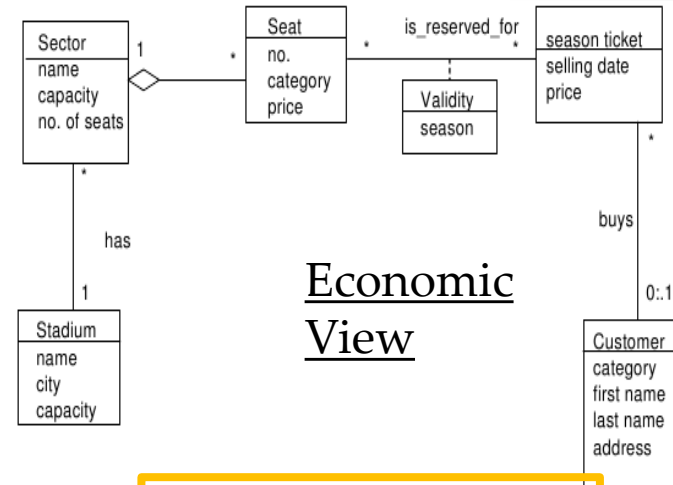 Sector
name
capacity
no. of seats
1
*
Seat
no.
category
price
*
is_reserved_for
*
Validity
season
season ticket
selling date
price
*
has
1
Stadium
name
city
capacity
Economic
View
*
buys
0:.1
Customer
category
first name
last name
address